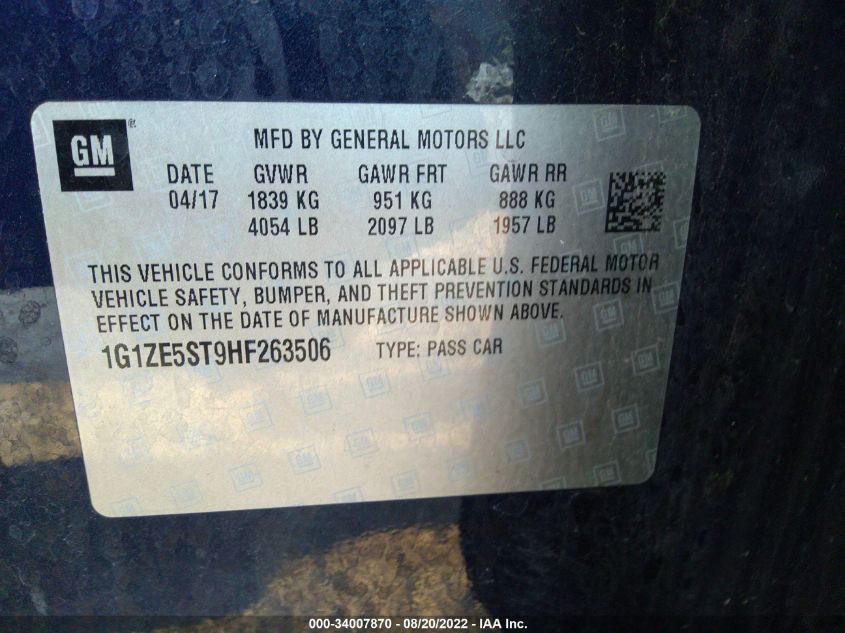 GM
MFD BY GENERAL MOTORS LLC
DATE GVWR GAWR FRT GAWR RR
04/17 1839 KG 951 KG 888 KG
4054 LB 2097 LB 1957 LB
THIS VEHICLE CONFORMS TO ALL APPLICABLE U.S. FEDERAL MOTOR
VEHICLE SAFETY, BUMPER, AND THEFT PREVENTION STANDARDS IN
EFFECT ON THE DATE OF MANUFACTURE SHOWN ABOVE.
1G1ZE5ST9HF263506 TYPE: PASS CAR
000-34007870 - 08/20/2022 - IAA Inc.